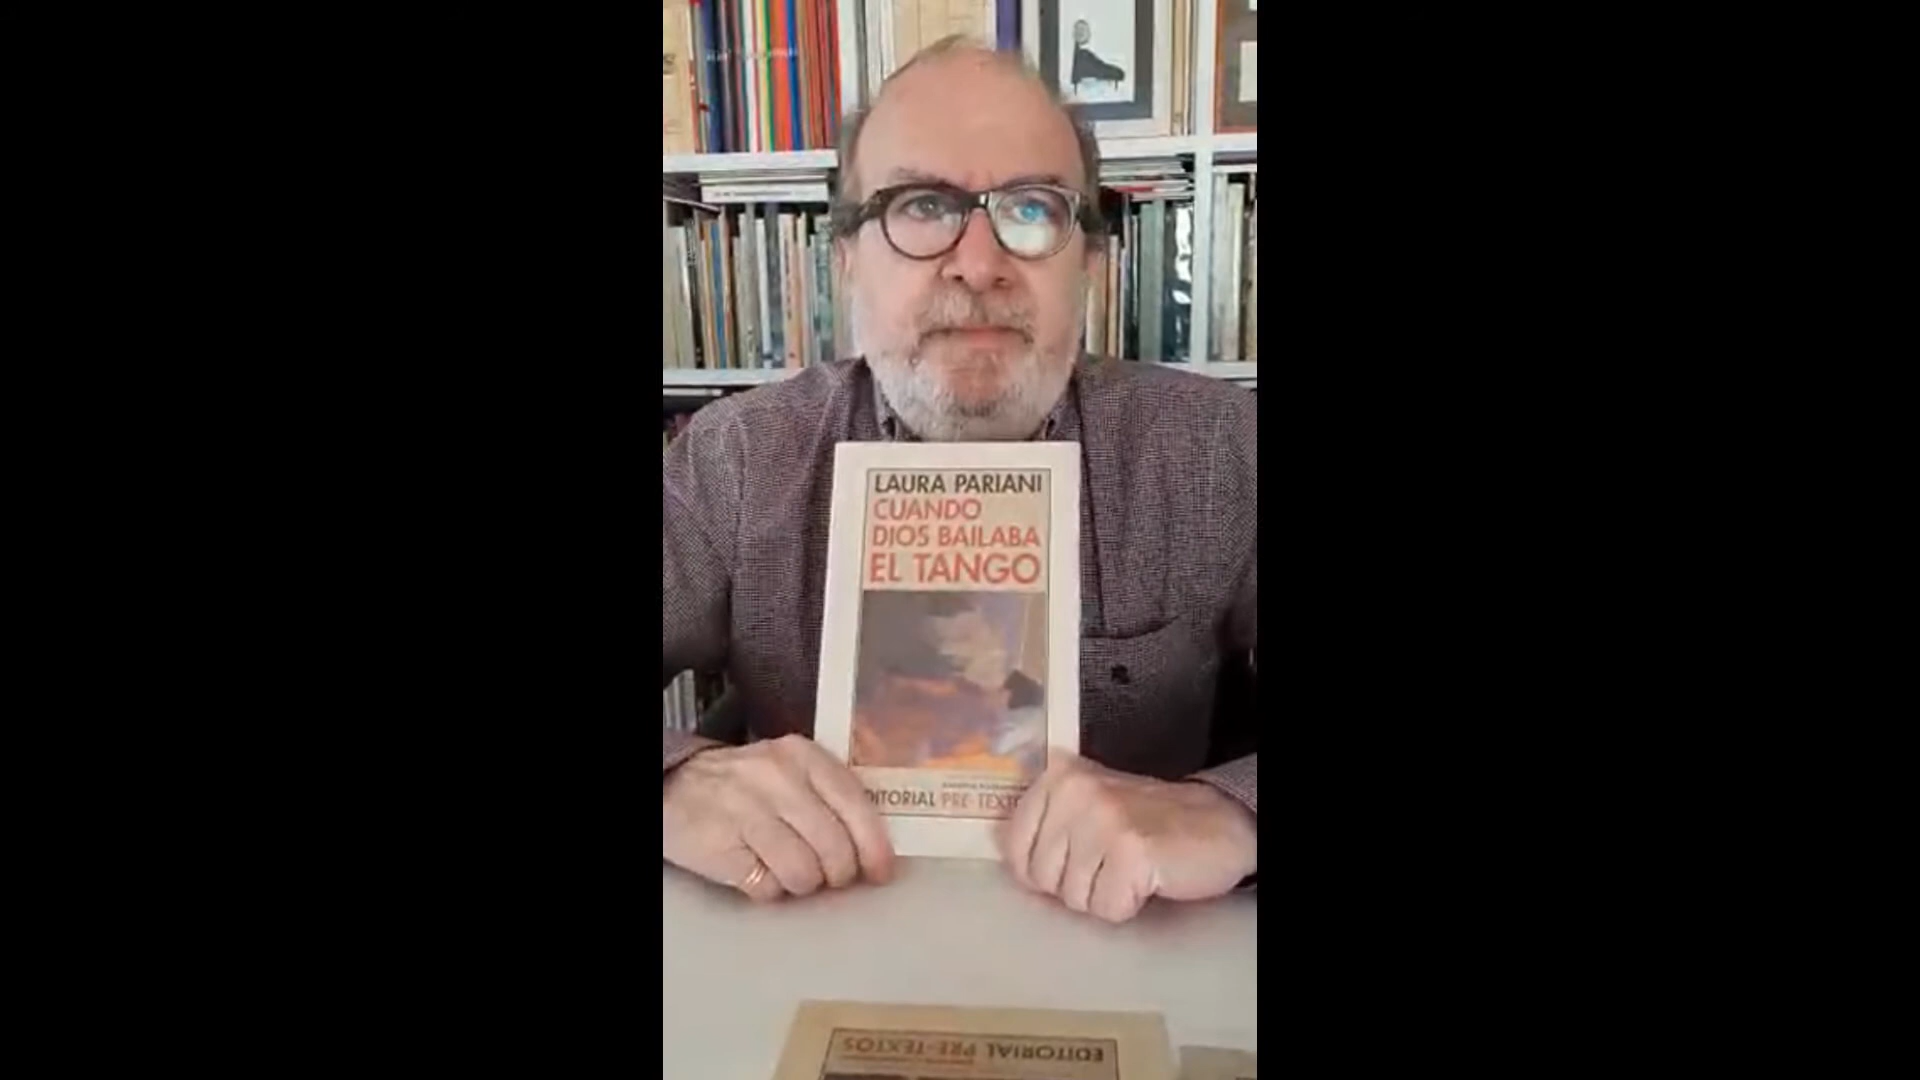 LAURA PARIANI
CUANDO
DIOS BAILABA
EL TANGO
EDITORIAL PRE-TEXTOS
EDITORIAL PRE-TEXTOS